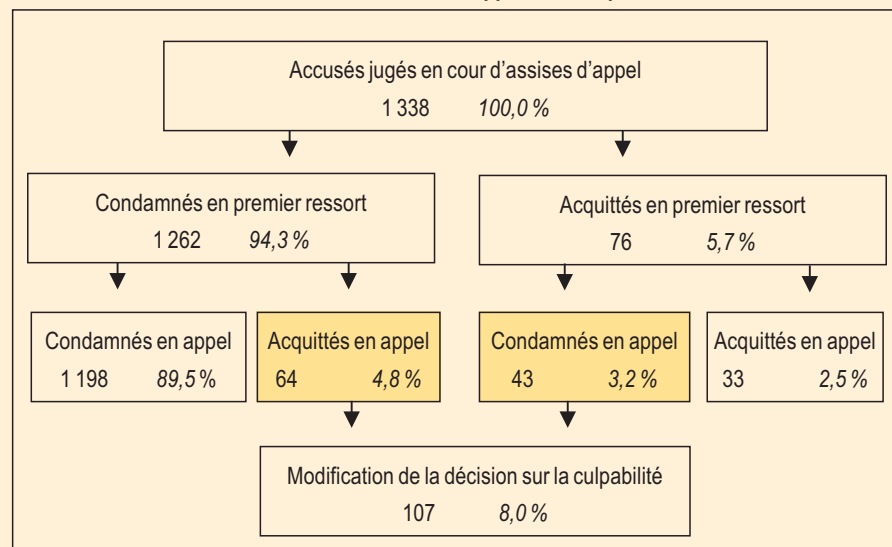 Accusés jugés en cour d’assises d’appel
1 338 100,0 %
Condamnés en premier ressort
1 262 94,3 %
Acquittés en premier ressort
76 5,7 %
Condamnés en appel
1 198 89,5 %
Acquittés en appel
64 4,8 %
Condamnés en appel
43 3,2 %
Acquittés en appel
33 2,5 %
Modification de la décision sur la culpabilité
107 8,0 %